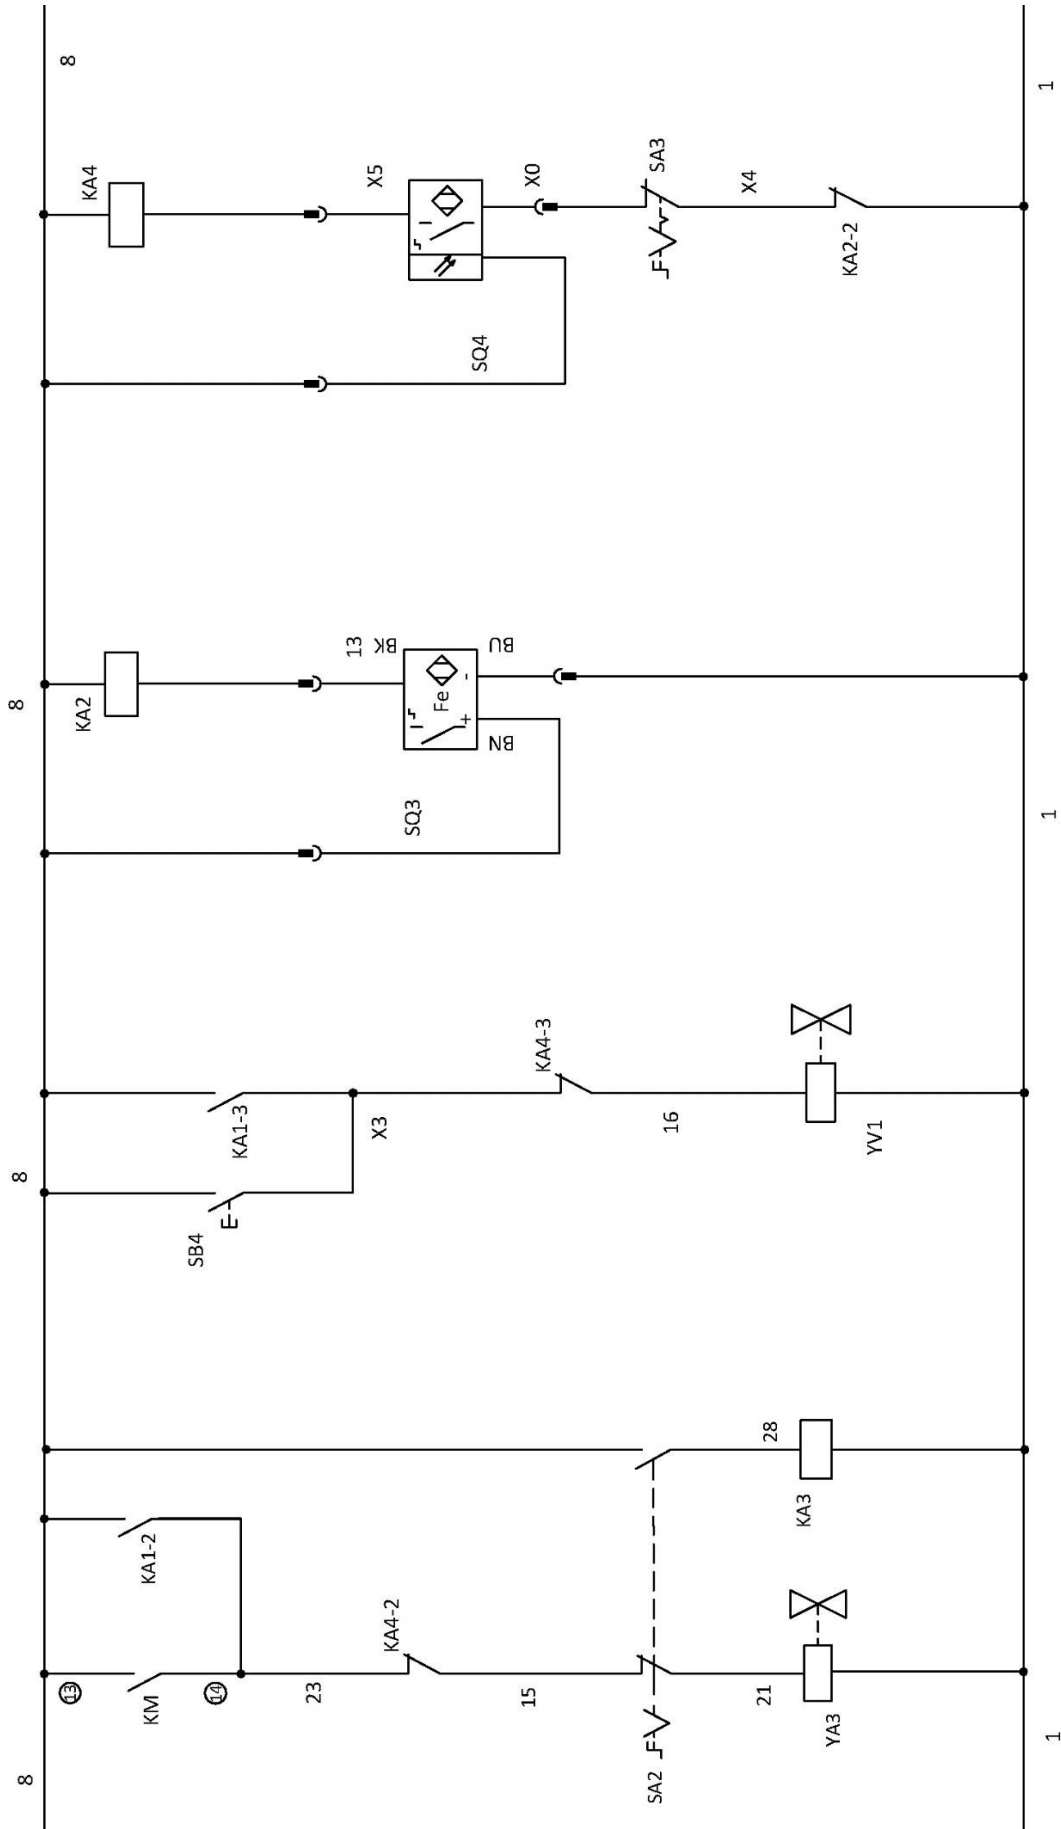 8
13
KM
14
23
KA4-2
15
SA2
21
YA3
1
KA1-2
28
KA3
8
SB4
KA1-3
X3
KA4-3
16
YV1
8
KA2
SQ3
13
BK
Fe
+
-
BN
BU
1
8
KA4
X5
SQ4
X0
SA3
X4
KA2-2
1